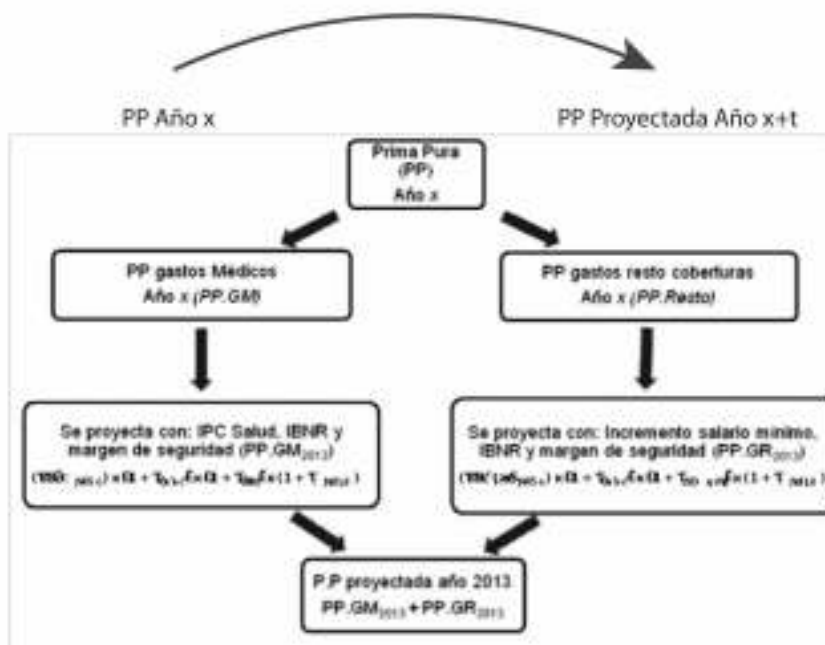 PP Año x
PP Proyectada Año x+t
Prima Pura
(PP)
Año x
PP gastos Médicos
Año x (PP.GM)
PP gastos resto coberturas
Año x (PP.Resto)
Se proyecta con: IPC Salud, IBNR y
margen de seguridad (PP.GM2013)
Se proyecta con: Incremento salario mínimo,
IBNR y margen de seguridad (PP.GR2013)
P.P proyectada año 2013
PP.GM2013 + PP.GR2013